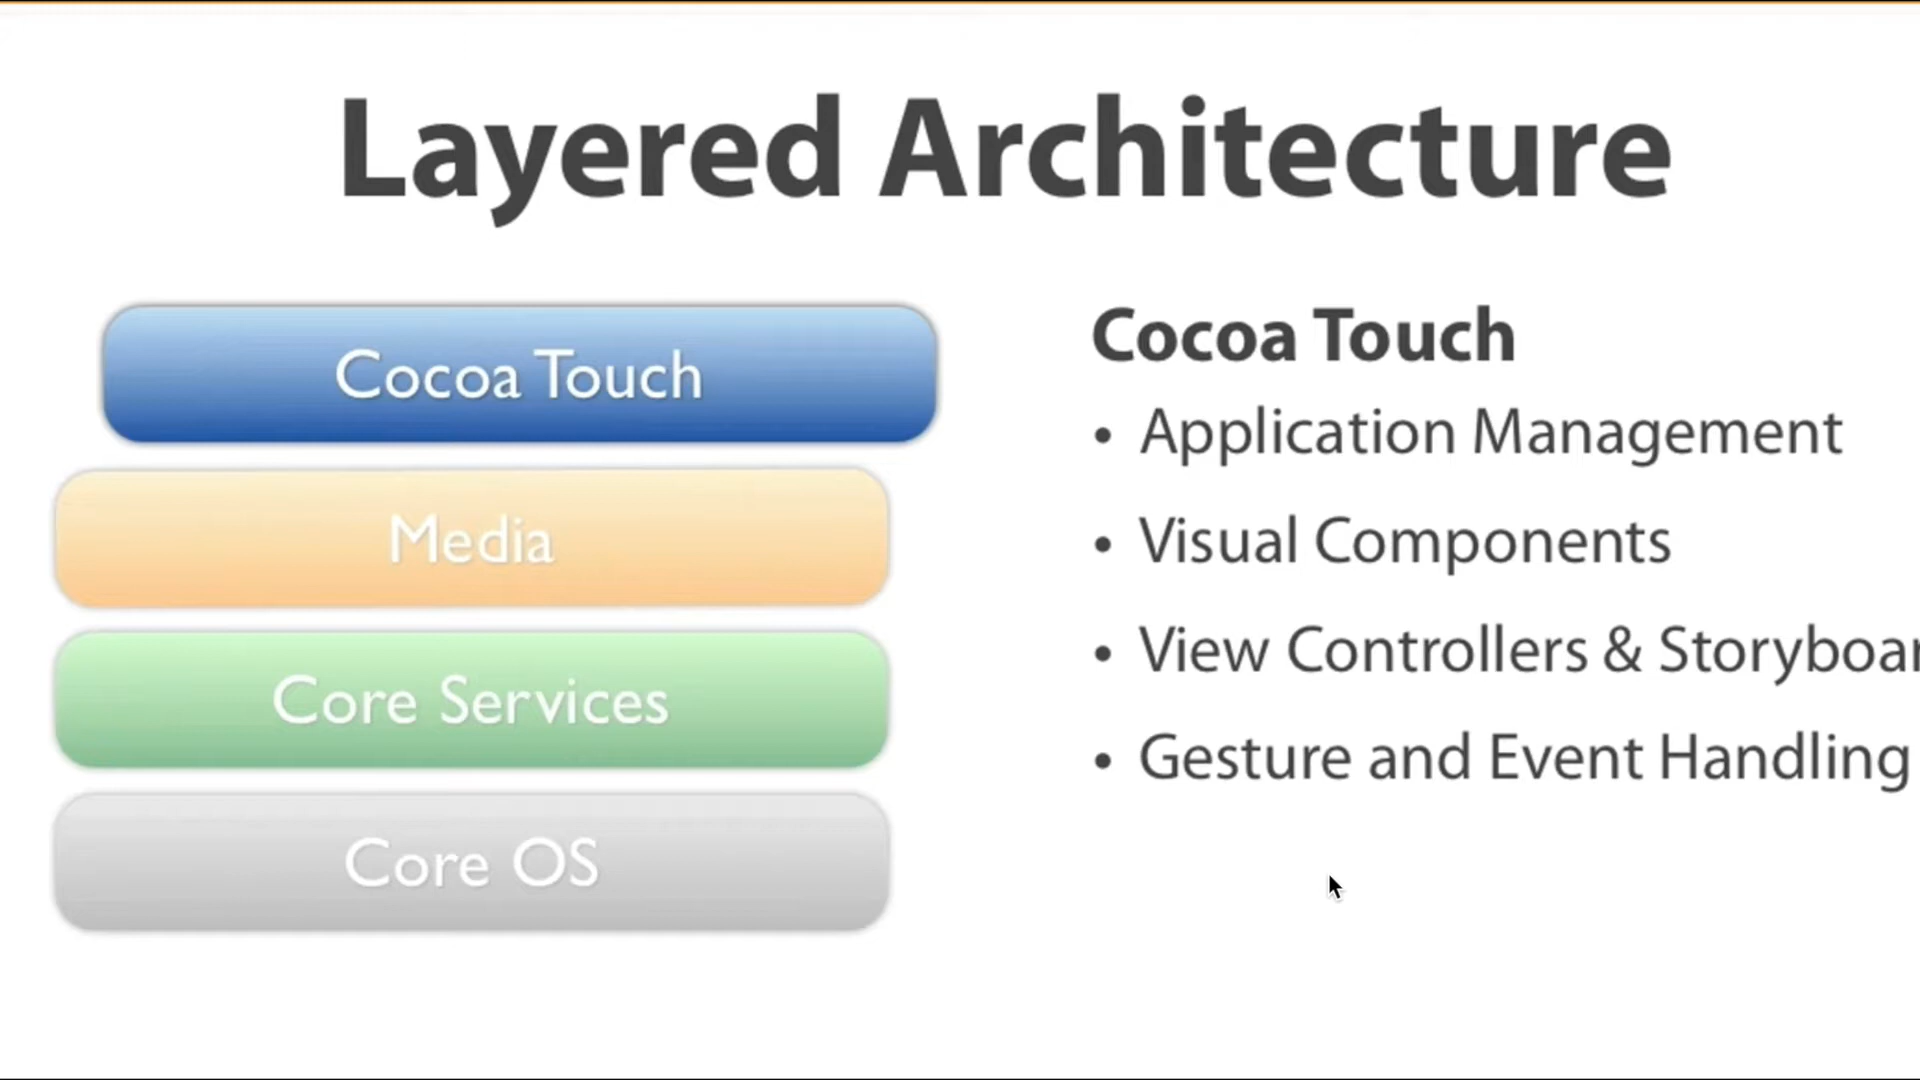 Layered Architecture
Cocoa Touch
Media
Core Services
Core OS
Cocoa Touch
• Application Management
• Visual Components
• View Controllers &
• Gesture and Event Handling